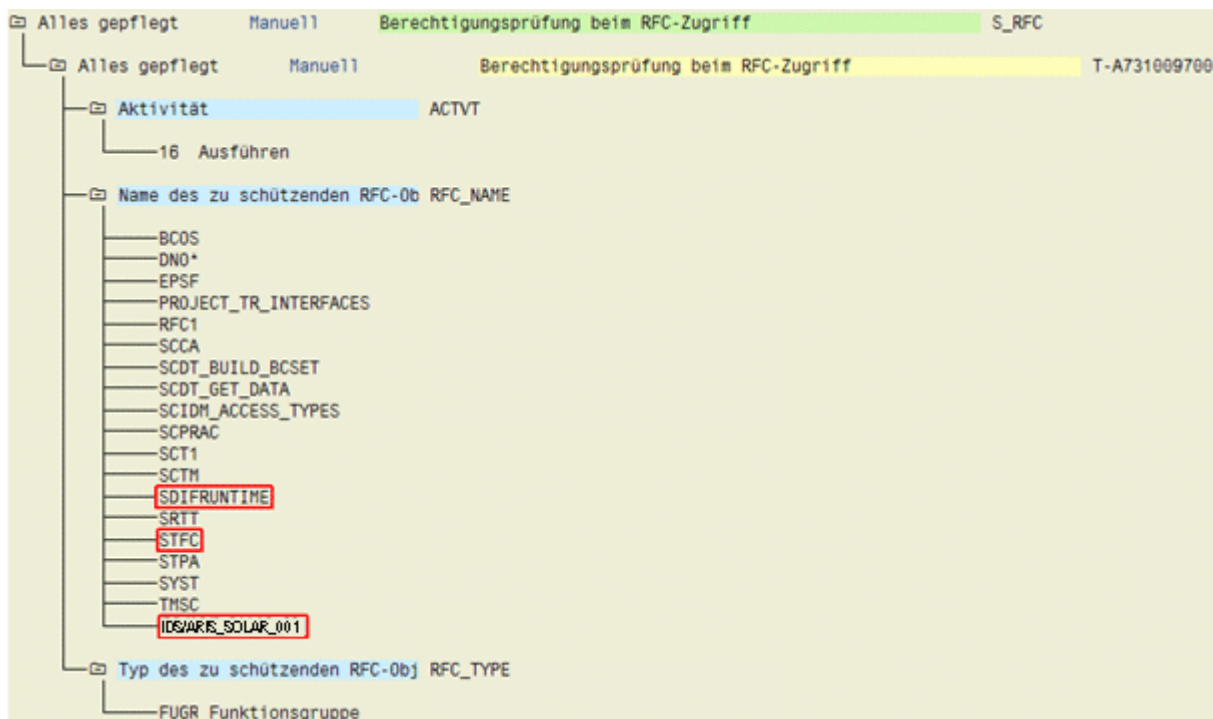 Alles gepflegt Manuell Berechtigungsprüfung beim RFC-Zugriff S_RFC
Alles gepflegt Manuell Berechtigungsprüfung beim RFC-Zugriff T-A731009700
Aktivität ACTVT
16 Ausführen
Name des zu schützenden RFC-Ob RFC_NAME
BCOS
DNO*
EPSF
PROJECT_TR_INTERFACES
RFC1
SCCA
SCDT_BUILD_BCSET
SCDT_GET_DATA
SCIDM_ACCESS_TYPES
SCPRAC
SCT1
SCTM
SDIFRUNTIME
SRTT
STFC
STPA
SYST
TMSC
IDS/ARIS_SOLAR_001
Typ des zu schützenden RFC-Obj RFC_TYPE
FUGR Funktionsgruppe